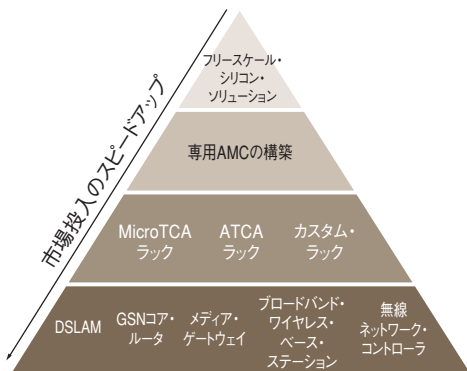 フリースケール・
シリコン・
ソリューション
市場投入のスピードアップ
専用AMCの構築
MicroTCA
ラック
ATCA
ラック
カスタム・
ラック
DSLAM
GSNコア・
ルータ
メディア・
ゲートウェイ
ブロードバンド・
ワイヤレス・
ベース・
ステーション
無線
ネットワーク・
コントローラ